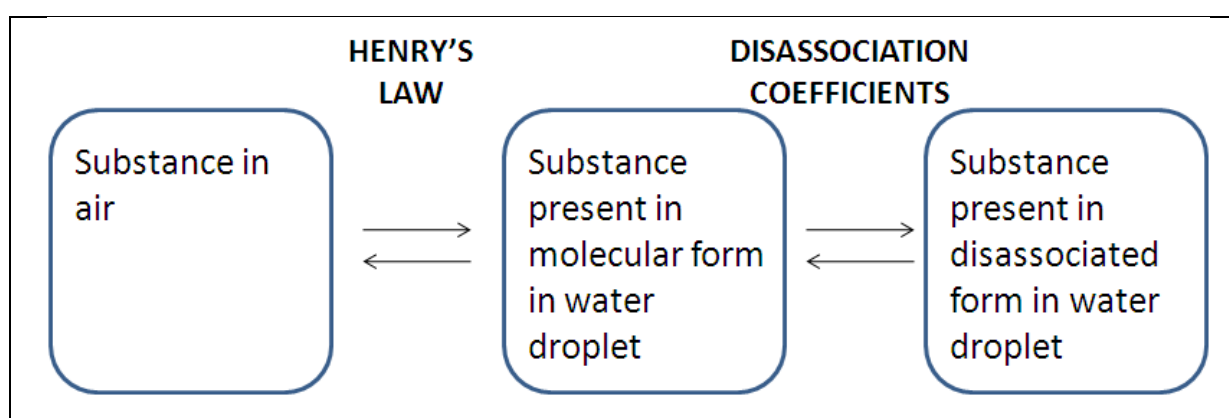 HENRY'S
LAW
DISASSOCIATION
COEFFICIENTS
Substance in
air
Substance
present in
molecular form
in water
droplet
Substance
present in
disassociated
form in water
droplet